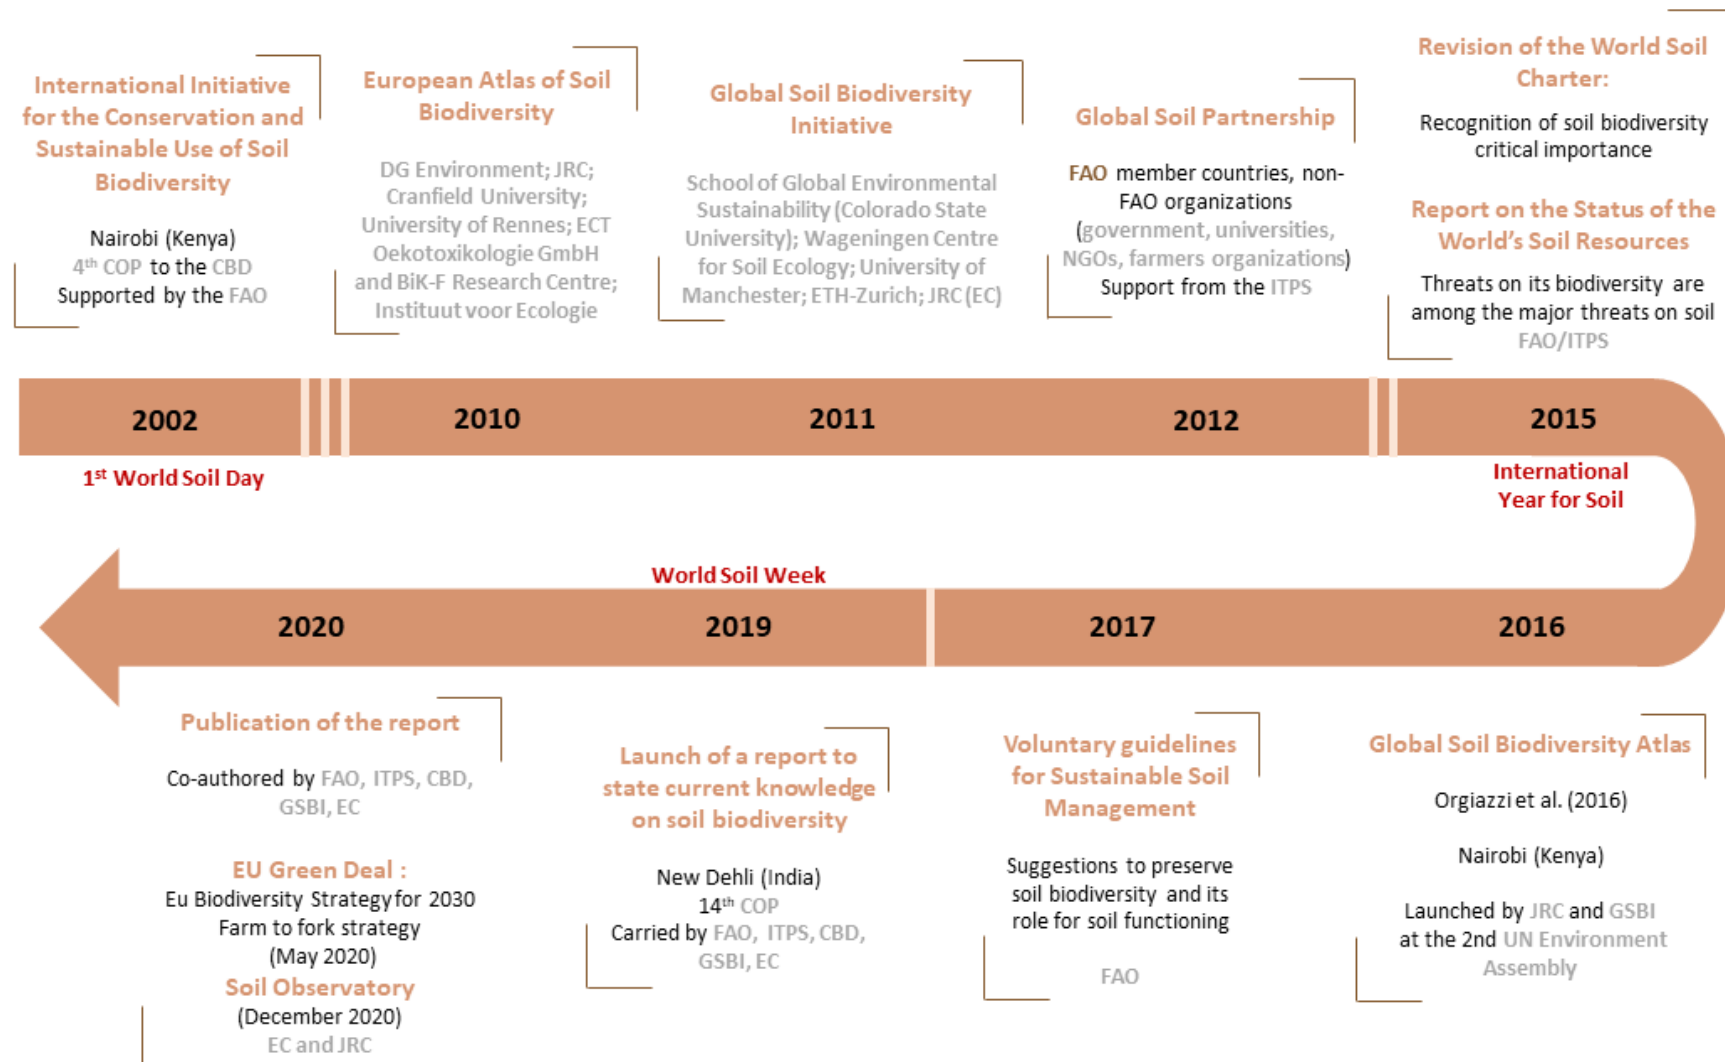 International Initiative
for the Conservation and
Sustainable Use of Soil
Biodiversity
Nairobi (Kenya)
4th COP to the CBD
Supported by the FAO
European Atlas of Soil
Biodiversity
DG Environment; JRC;
Cranfield University;
University of Rennes; ECT
Oekotoxikologie GmbH
and BiK-F Research Centre;
Instituut voor Ecologie
Global Soil Biodiversity
Initiative
School of Global Environmental
Sustainability (Colorado State
University); Wageningen Centre
for Soil Ecology; University of
Manchester; ETH-Zurich; JRC (EC)
Global Soil Partnership
FAO member countries, non-
FAO organizations
(government, universities,
NGOs, farmers organizations)
Support from the ITPS
Revision of the World Soil
Charter:
Recognition of soil biodiversity
critical importance
Report on the Status of the
World's Soil Resources
Threats on its biodiversity are
among the major threats on soil
FAO/ITPS
2002
2010
2011
2012
2015
1st World Soil Day
International
Year for Soil
World Soil Week
2020
2019
2017
2016
Publication of the report
Co-authored by FAO, ITPS, CBD,
GSBI, EC
EU Green Deal :
Eu Biodiversity Strategy for 2030
Farm to fork strategy
(May 2020)
Soil Observatory
(December 2020)
EC and JRC
Launch of a report to
state current knowledge
on soil biodiversity
New Dehli (India)
14th COP
Carried by FAO, ITPS, CBD,
GSBI, EC
Voluntary guidelines
for Sustainable Soil
Management
Suggestions to preserve
soil biodiversity and its
role for soil functioning
FAO
Global Soil Biodiversity Atlas
Orgiazzi et al. (2016)
Nairobi (Kenya)
Launched by JRC and GSBI
at the 2nd UN Environment
Assembly